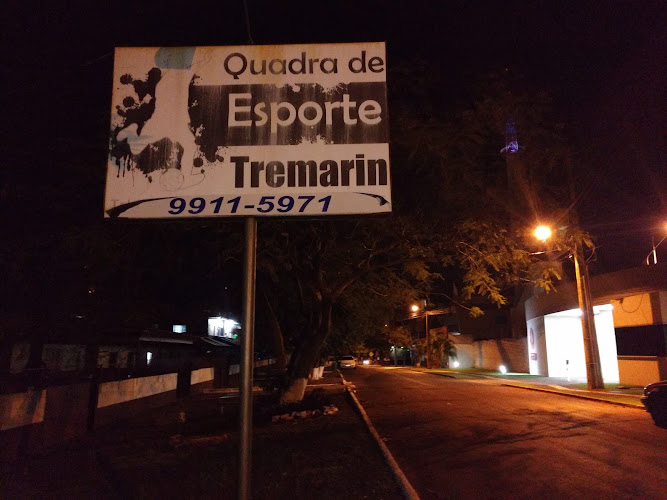 Quadra de
Esporte
Tremarin
9911-5971